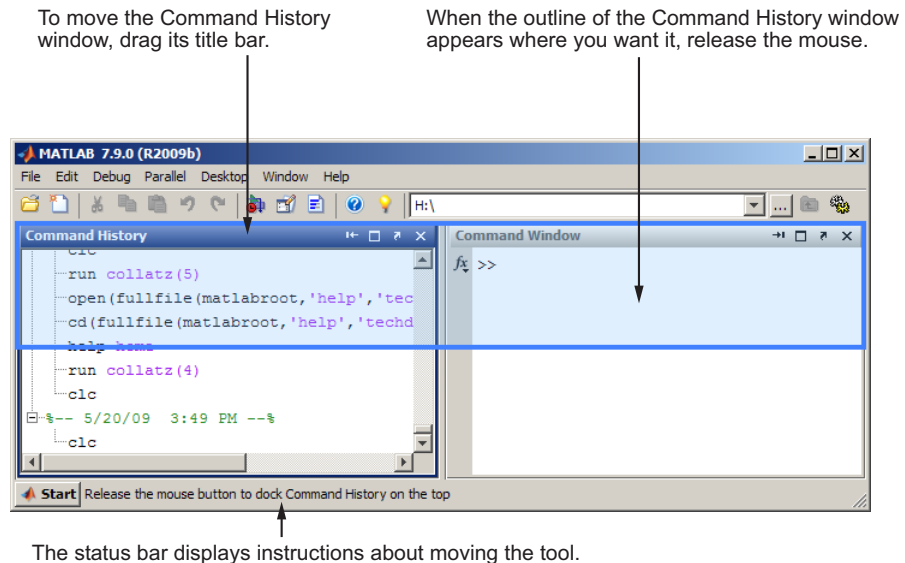 To move the Command History
window, drag its title bar.
When the outline of the Command History window
appears where you want it, release the mouse.
MATLAB 7.9.0 (R2009b)
File Edit Debug Parallel Desktop Window Help
H:\
...
Command History
Command Window
clc
run collatz(5)
open(fullfile(matlabroot,'help','tec
cd(fullfile(matlabroot,'help','techd
help home
run collatz(4)
clc
%-- 5/20/09 3:49 PM --%
clc
fx >>
Start Release the mouse button to dock Command History on the top
The status bar displays instructions about moving the tool.